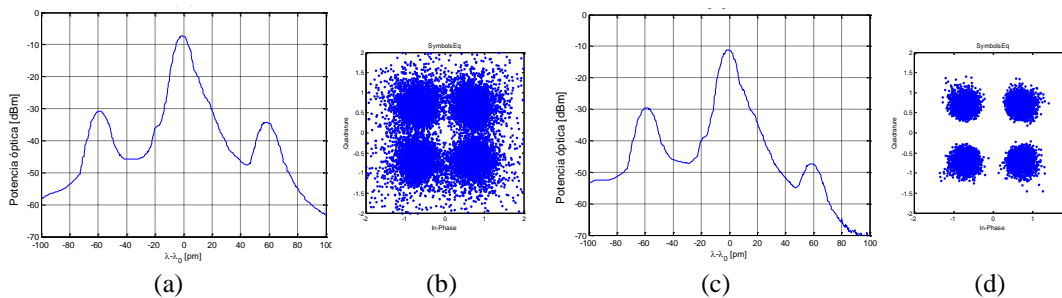 0
-10
-20
-30
-40
-50
-60
-70
Potencia óptica [dBm]
-100 -80 -60 -40 -20 0 20 40 60 80 100
λ-λ0 [pm]
(a)
SymbolsEq
2
1.5
1
0.5
0
-0.5
-1
-1.5
-2
Quadrature
-2 -1 0 1 2
In-Phase
(b)
0
-10
-20
-30
-40
-50
-60
-70
Potencia óptica [dBm]
-100 -80 -60 -40 -20 0 20 40 60 80 100
λ-λ0 [pm]
(c)
SymbolsEq
2
1.5
1
0.5
0
-0.5
-1
-1.5
-2
Quadrature
-1 0 1
In-Phase
(d)